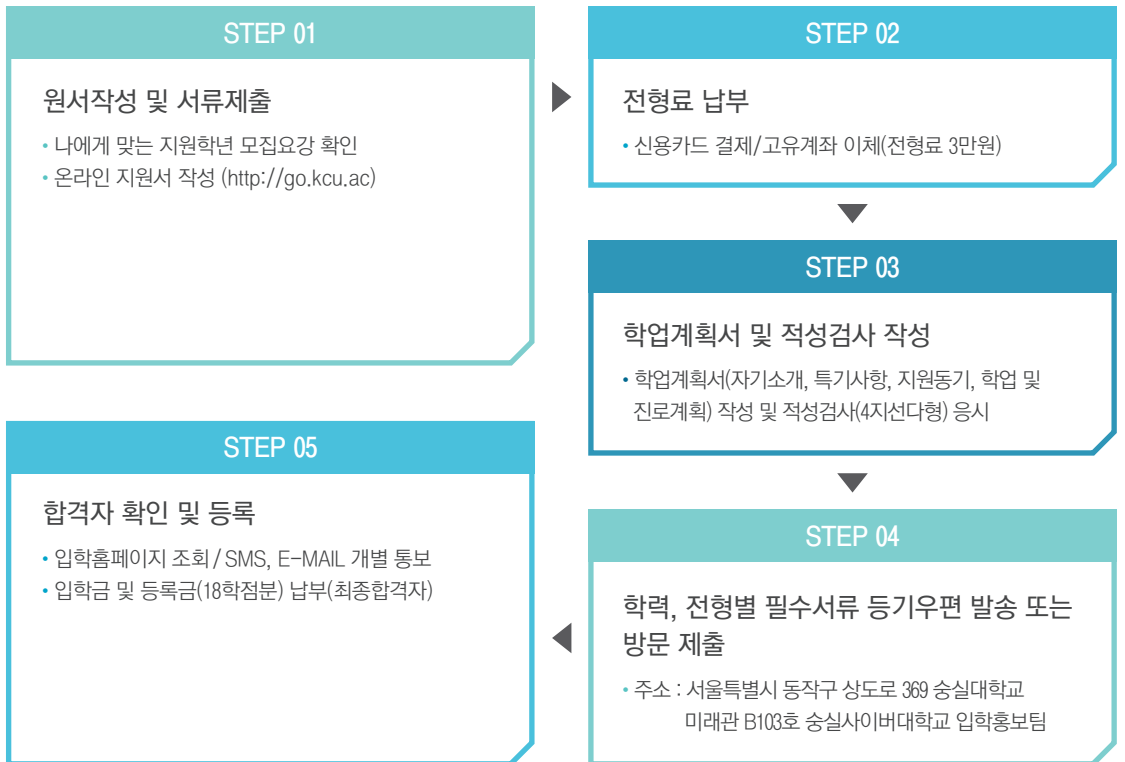 STEP 01
원서작성 및 서류제출
• 나에게 맞는 지원학년 모집요강 확인
• 온라인 지원서 작성 (http://go.kcu.ac)
STEP 02
전형료 납부
• 신용카드 결제/고유계좌 이체(전형료 3만원)
STEP 03
학업계획서 및 적성검사 작성
• 학업계획서(자기소개, 특기사항, 지원동기, 학업 및
진로계획) 작성 및 적성검사(4지선다형) 응시
STEP 04
학력, 전형별 필수서류 등기우편 발송 또는
방문 제출
• 주소 : 서울특별시 동작구 상도로 369 숭실대학교
미래관 B103호 숭실사이버대학교 입학홍보팀
STEP 05
합격자 확인 및 등록
• 입학홈페이지 조회 / SMS, E-MAIL 개별 통보
• 입학금 및 등록금(18학점분) 납부(최종합격자)